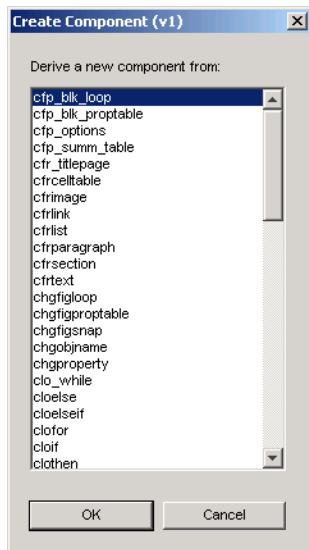 Create Component (v1)
Derive a new component from:
cfp_blk_loop
cfp_blk_proptable
cfp_options
cfp_summ_table
cfr_titlepage
cfrcelltable
cfrimage
cfrlink
cfrlist
cfrparagraph
cfrsection
cfrtext
chgfigloop
chgfigproptable
chgfigsnap
chgobjname
chgproperty
clo_while
cloelse
cloelseif
clofor
cloif
clothen
OK
Cancel